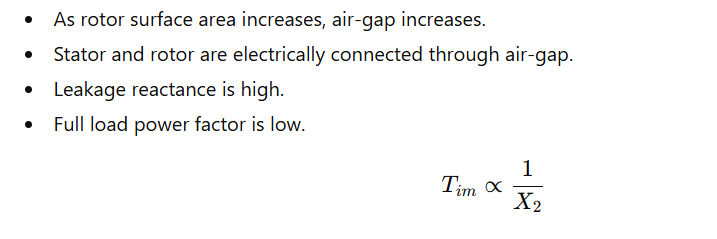 • As rotor surface area increases, air-gap increases.
• Stator and rotor are electrically connected through air-gap.
• Leakage reactance is high.
• Full load power factor is low.
T_{im} ∝ \frac{1}{X_2}